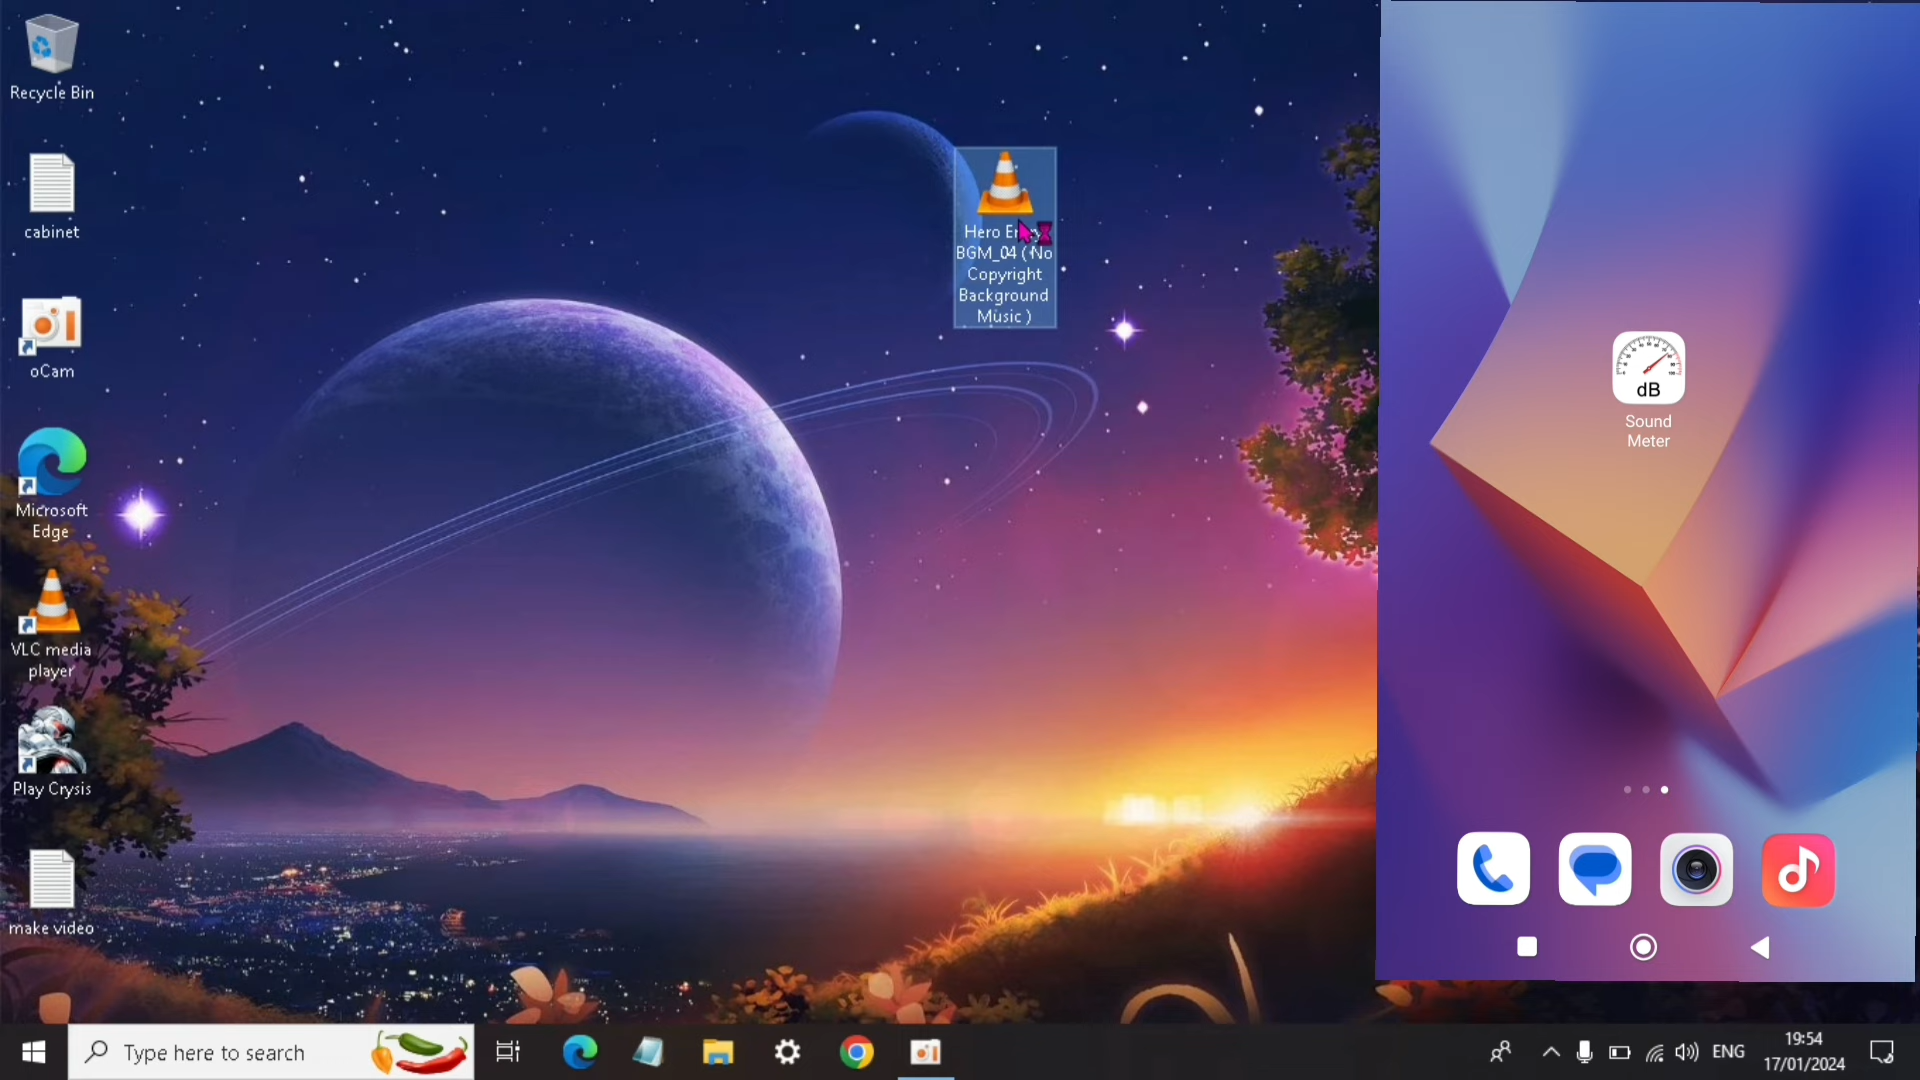 Recycle Bin
cabinet
oCam
Microsoft
Edge
VLC media
player
Play Crysis
make video
Hero Entry
BGM_04 ( No
Copyright
Background
Music )
dB
Sound
Meter
Type here to search
ENG
19:54
17/01/2024